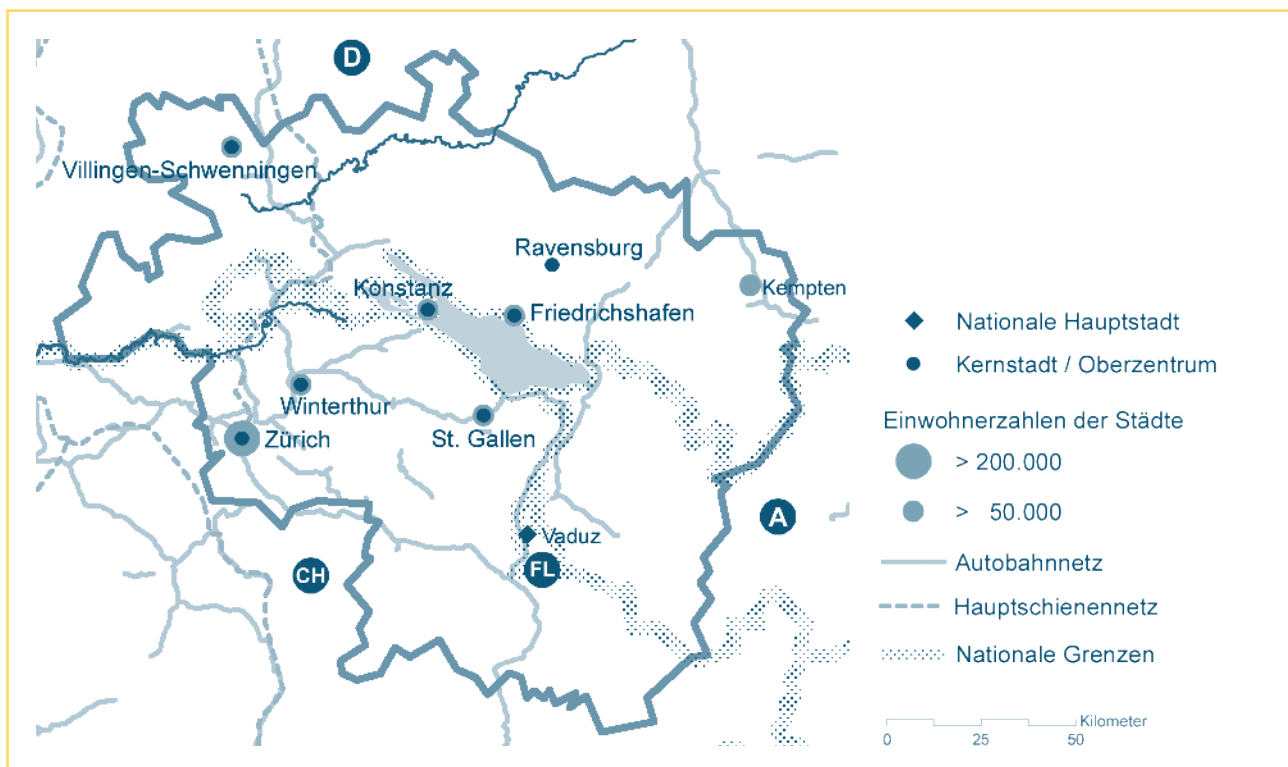 D
Villingen-Schwenningen
Ravensburg
Konstanz
Kempten
Friedrichshafen
Winterthur
Zürich
St. Gallen
A
Vaduz
CH
FL
Nationale Hauptstadt
Kernstadt / Oberzentrum
Einwohnerzahlen der Städte
> 200.000
> 50.000
Autobahnnetz
Hauptschienennetz
Nationale Grenzen
Kilometer
0 25 50